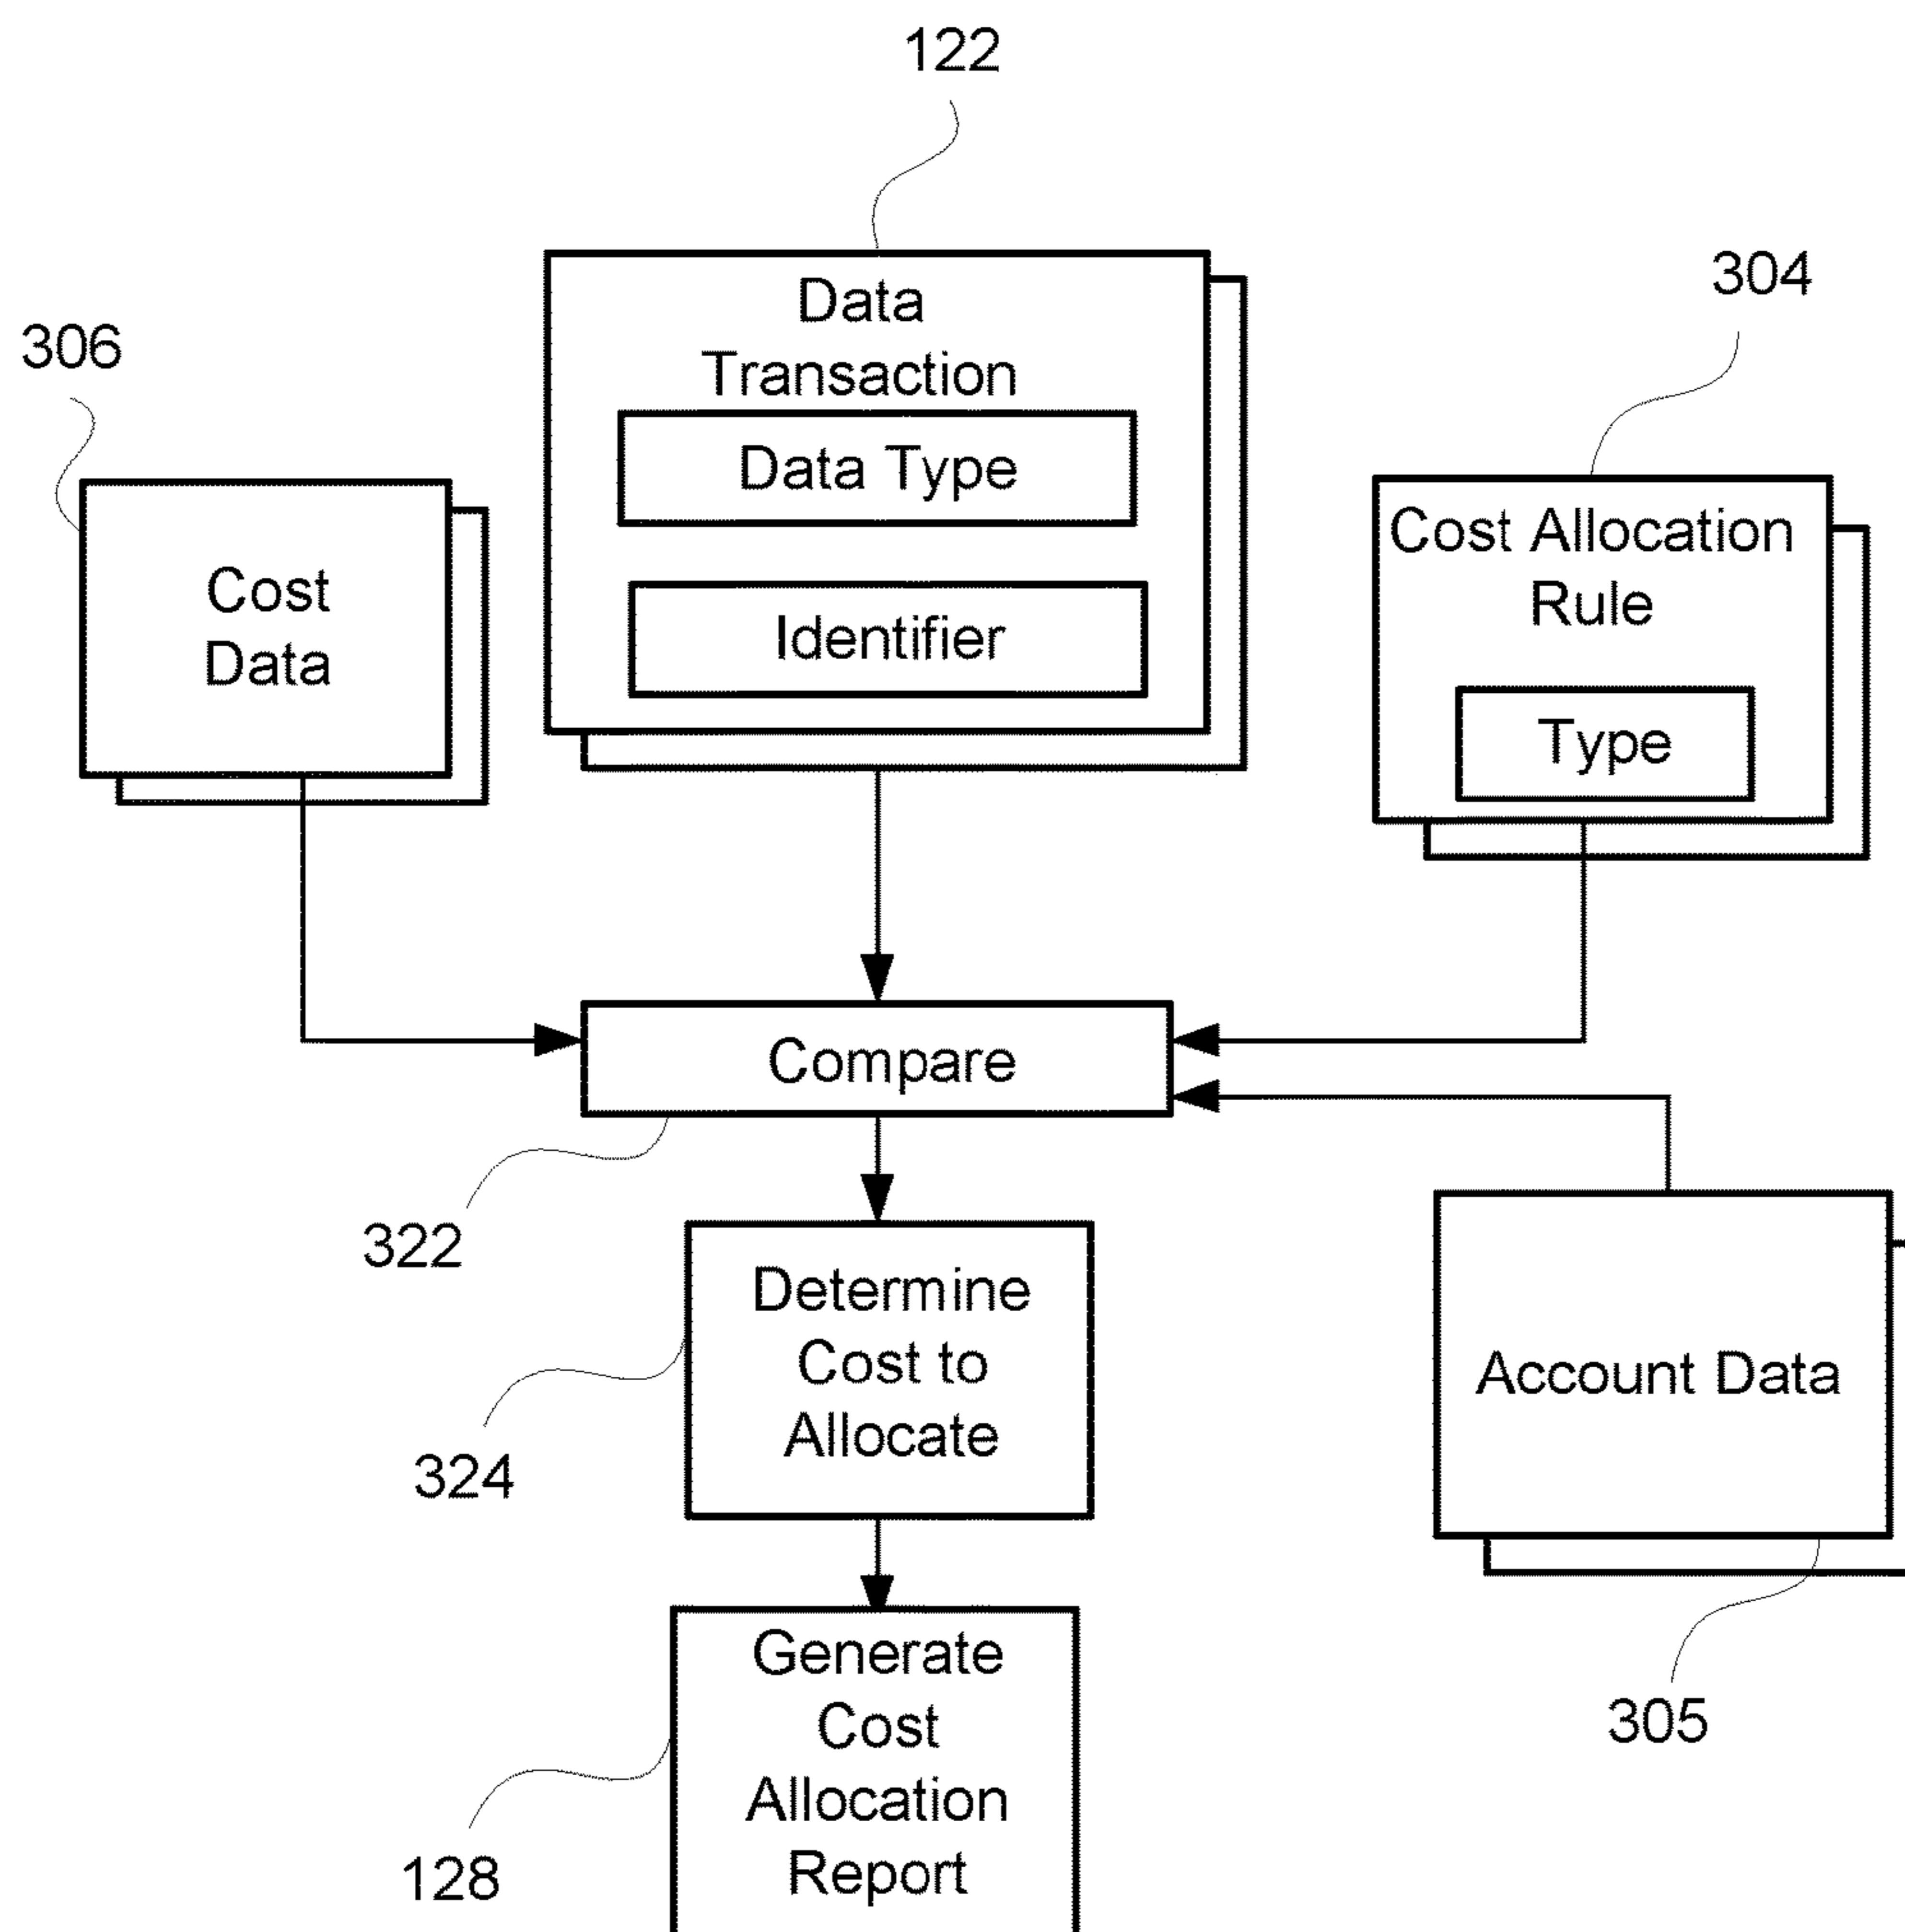 122
304
306
Data
Transaction
Data Type
Identifier
Cost
Data
Cost Allocation
Rule
Type
Compare
322
Determine
Cost to
Allocate
324
Account Data
305
Generate
Cost
Allocation
Report
128